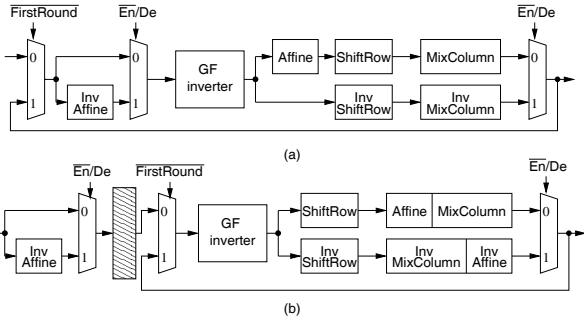 FirstRound
En/De
En/De
0
1
Inv
Affine
0
1
GF
inverter
Affine
ShiftRow
MixColumn
Inv
ShiftRow
Inv
MixColumn
0
1
(a)
En/De
FirstRound
En/De
Inv
Affine
0
1
0
1
GF
inverter
ShiftRow
Affine
MixColumn
Inv
ShiftRow
Inv
MixColumn
Inv
Affine
0
1
(b)